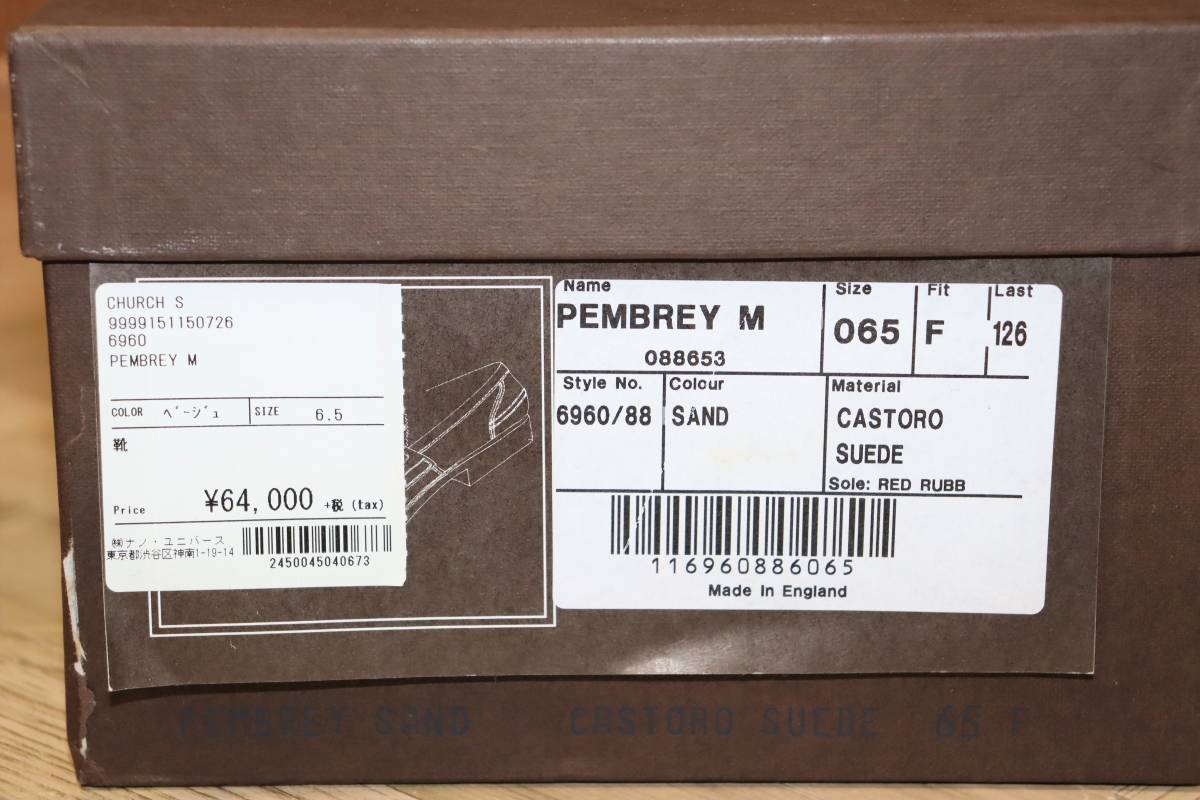 CHURCH S
9999151150726
6960
PEMBREY M
COLOR ベージュ SIZE 6.5
靴
Price ¥64,000 +税 (tax)
㈱ナノ・ユニバース
東京都渋谷区神南1-19-14
2450045040673
Name Size Fit Last
PEMBREY M 065 F 126
088653
Style No. Colour Material
6960/88 SAND CASTORO
SUEDE
Sole: RED RUBB
116960886065
Made In England
PEMBREY SAND CASTORO SUEDE 65 F